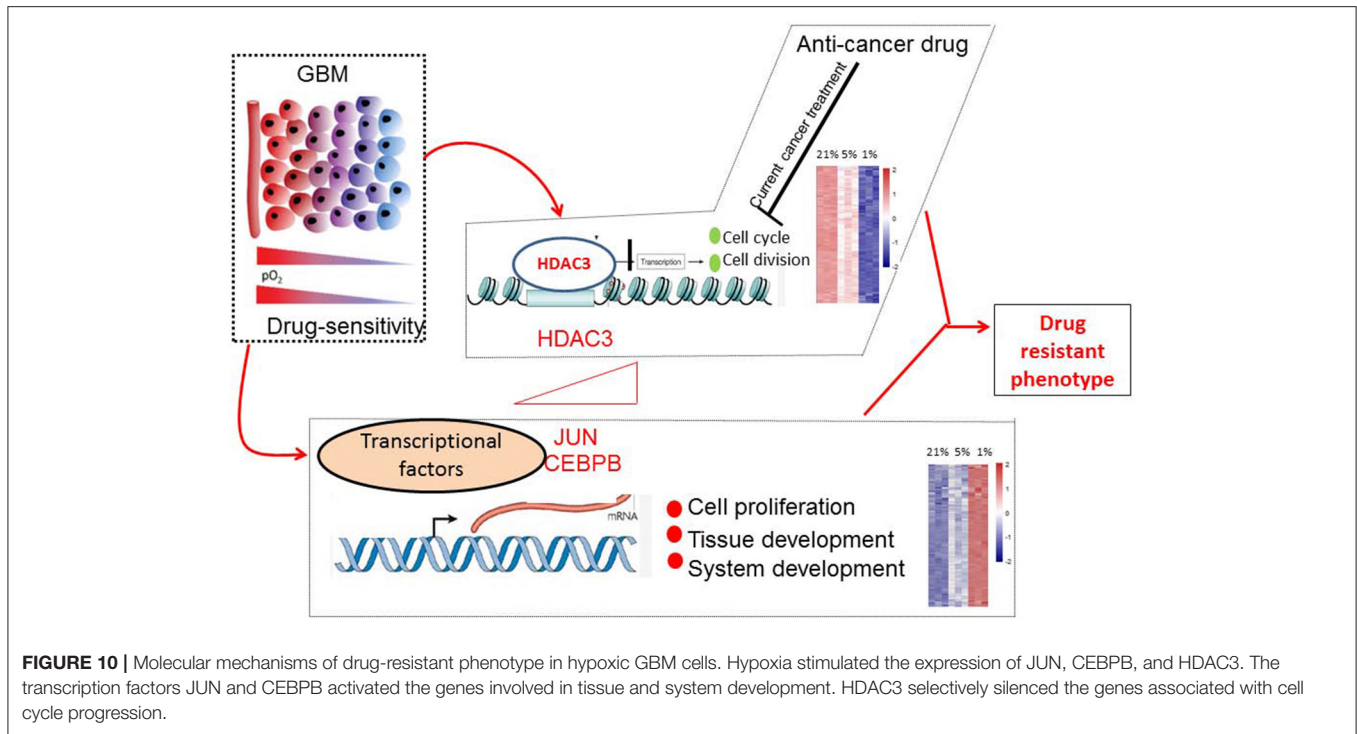 GBM
pO2
Drug-sensitivity
Anti-cancer drug
Current cancer treatment
HDAC3
Transcription
Cell cycle
Cell division
HDAC3
21% 5% 1%
2
1
0
-1
Drug
resistant
phenotype
Transcriptional
factors
JUN
CEBPB
mRNA
Cell proliferation
Tissue development
System development
21% 5% 1%
2
1
0
-1
-2
FIGURE 10 | Molecular mechanisms of drug-resistant phenotype in hypoxic GBM cells. Hypoxia stimulated the expression of JUN, CEBPB, and HDAC3. The
transcription factors JUN and CEBPB activated the genes involved in tissue and system development. HDAC3 selectively silenced the genes associated with cell
cycle progression.